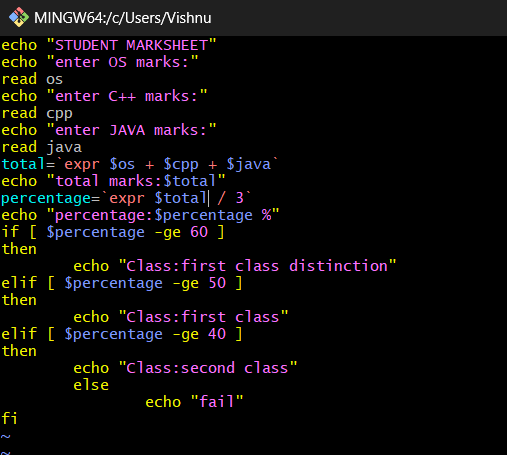 MINGW64:/c/Users/Vishnu
echo "STUDENT MARKSHEET"
echo "enter OS marks:"
read os
echo "enter C++ marks:"
read cpp
echo "enter JAVA marks:"
read java
total=`expr $os + $cpp + $java`
echo "total marks:$total"
percentage=`expr $total / 3`
echo "percentage:$percentage %"
if [ $percentage -ge 60 ]
then
        echo "Class:first class distinction"
elif [ $percentage -ge 50 ]
then
        echo "Class:first class"
elif [ $percentage -ge 40 ]
then
        echo "Class:second class"
        else
                echo "fail"
fi
~
~